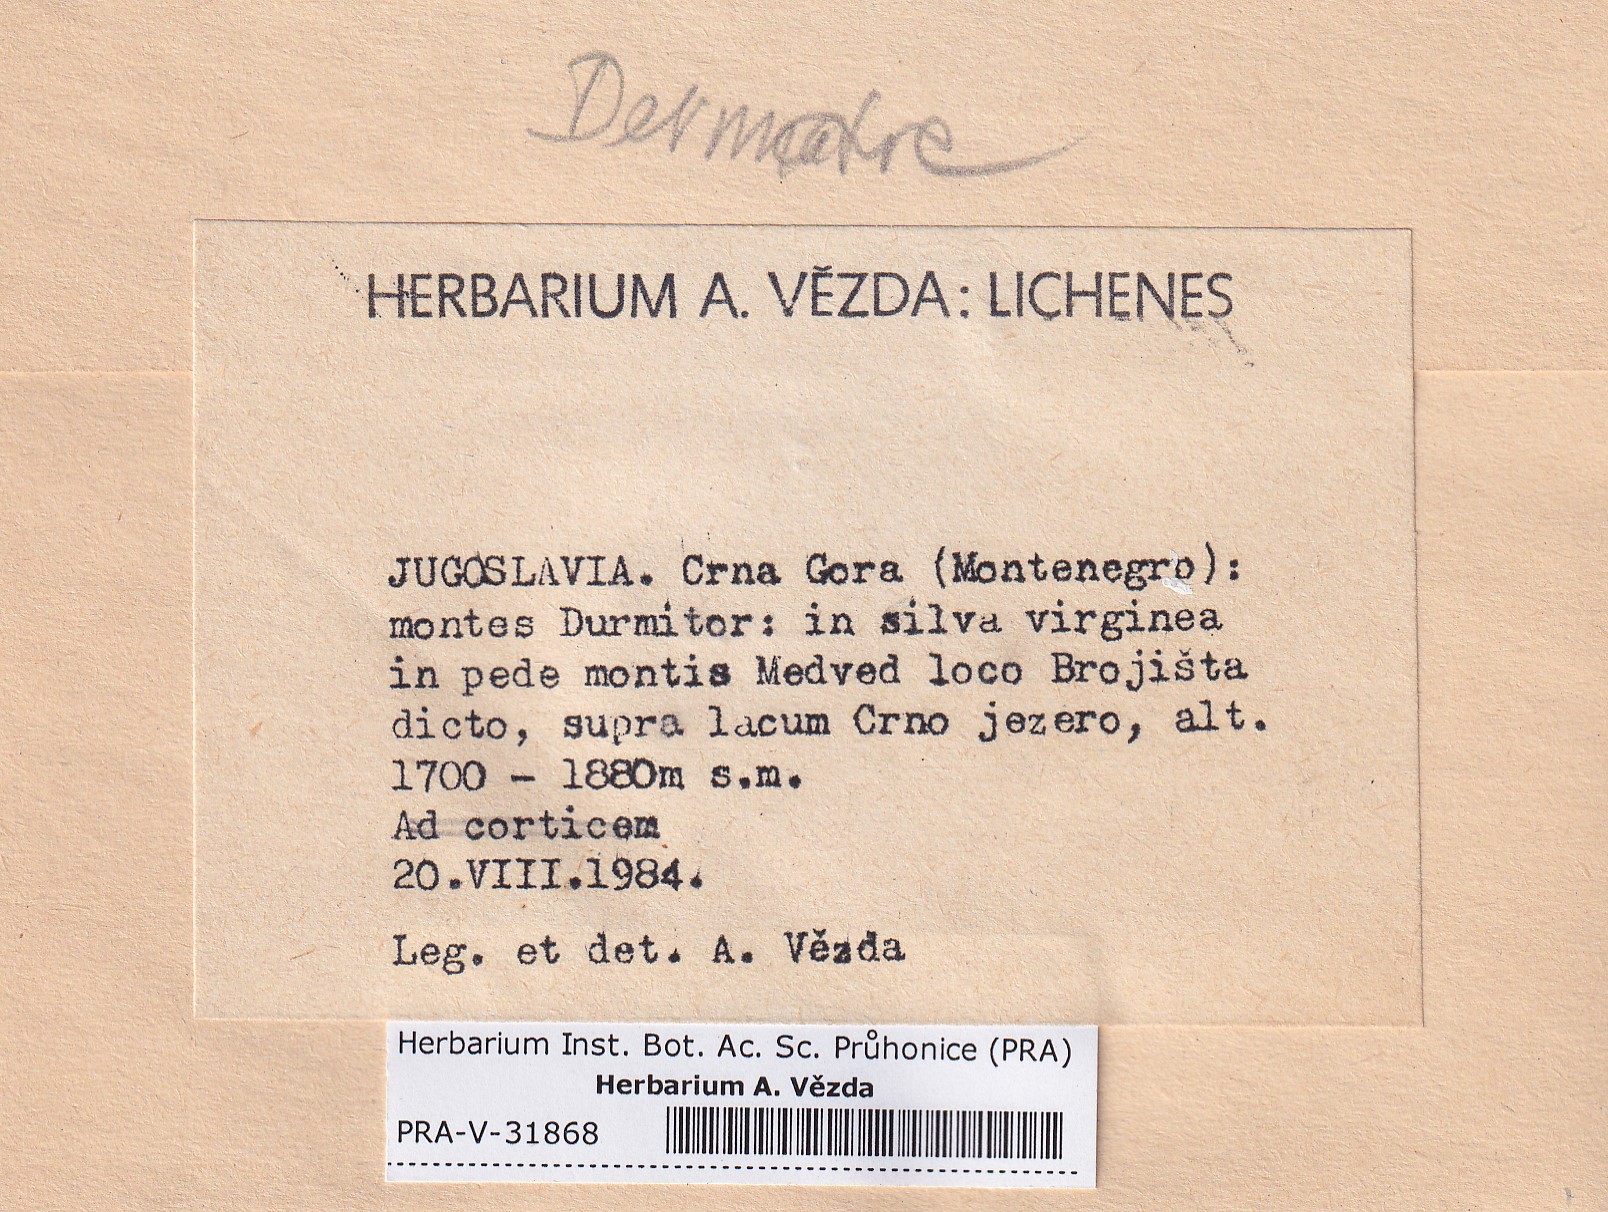 HERBARIUM A. VĚZDA: LICHENES
JUGOSLAVIA. Crna Gora (Montenegro):
montes Durmitor: in silva virginea
in pede montis Medved loco Brojišta
dicto, supra lacum Crno jezero, alt.
1700 - 1880m s.m.
Ad corticem
20.VIII.1984.
Leg. et det. A. Vězda
Herbarium Inst. Bot. Ac. Sc. Průhonice (PRA)
Herbarium A. Vězda
PRA-V-31868